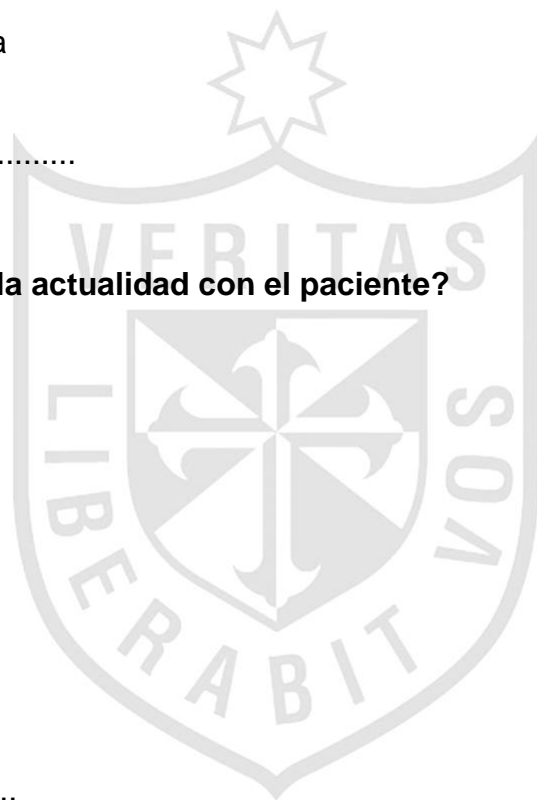 a
..........
VERITAS
la actualidad con el paciente?
LIBERABIT VOS
..